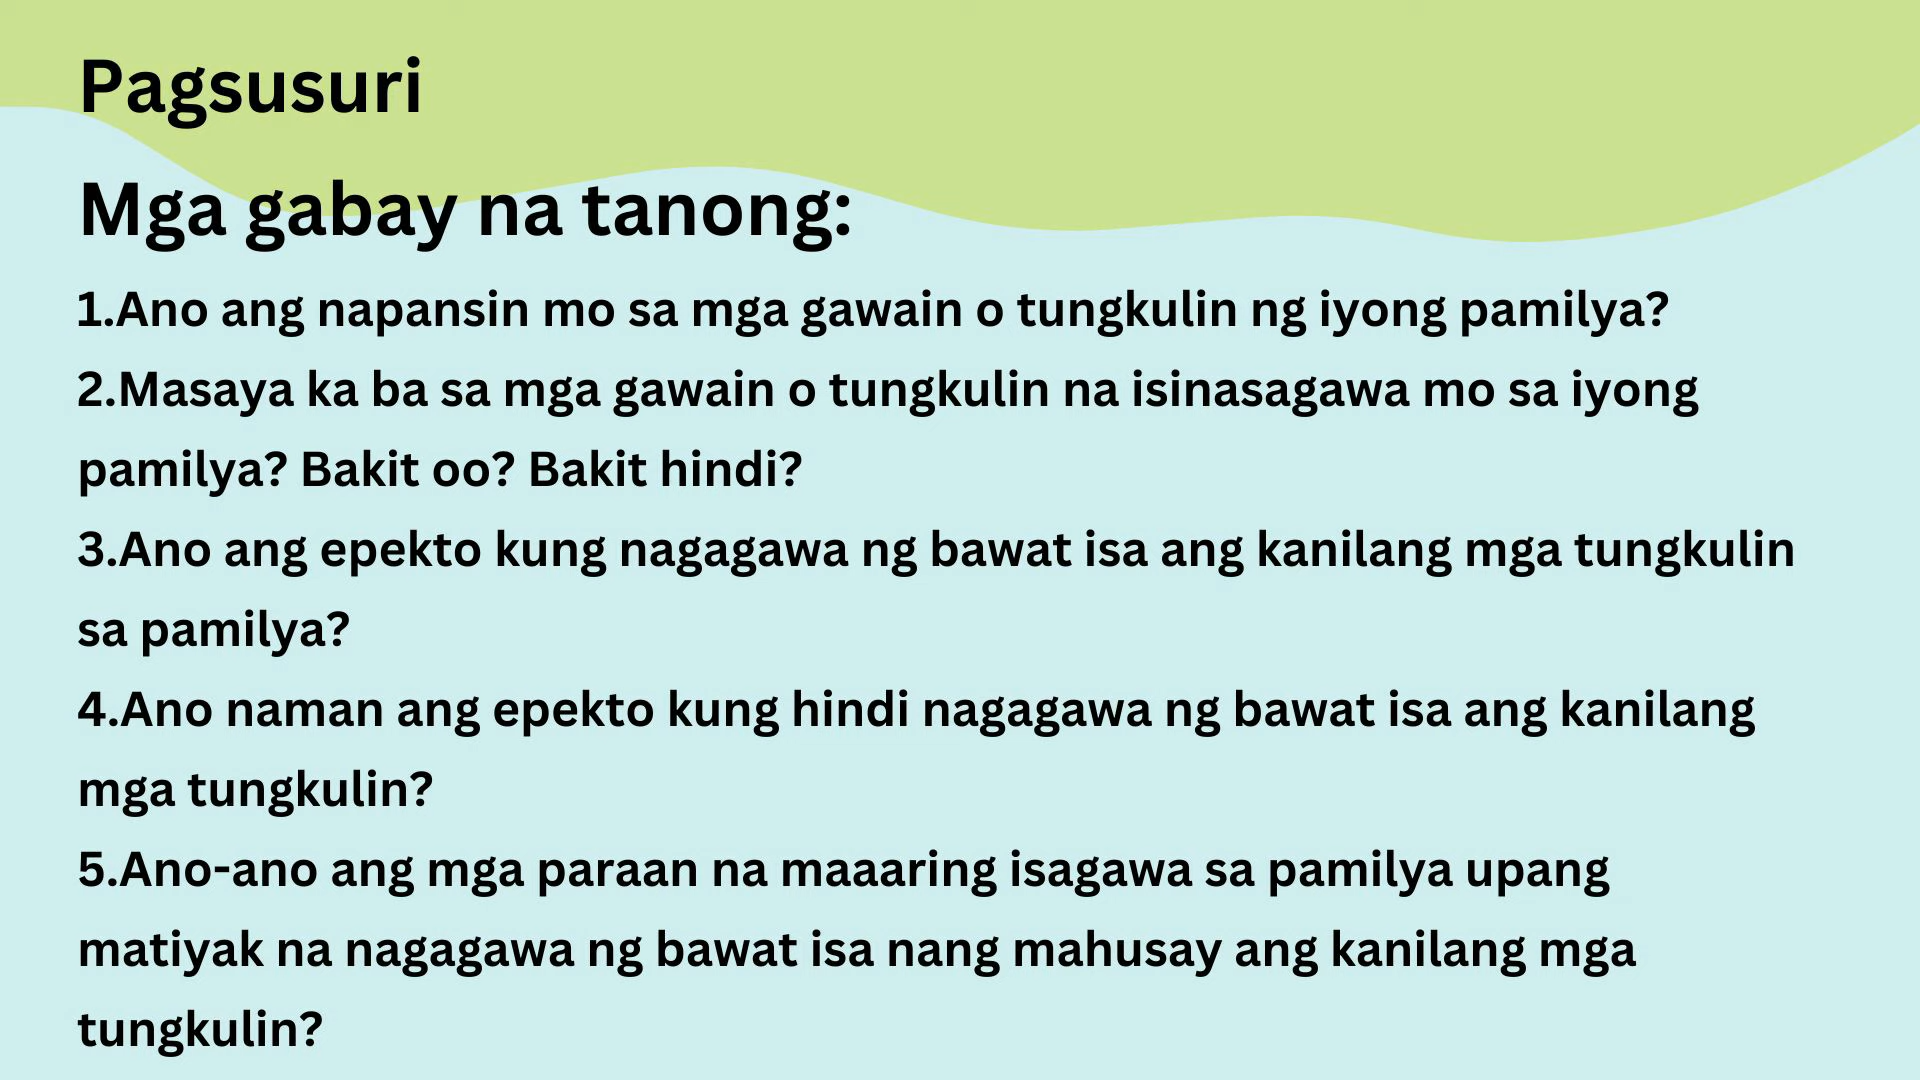 Pagsusuri
Mga gabay na tanong:
1.Ano ang napansin mo sa mga gawain o tungkulin ng iyong pamilya?
2.Masaya ka ba sa mga gawain o tungkulin na isinasagawa mo sa iyong
pamilya? Bakit oo? Bakit hindi?
3.Ano ang epekto kung nagagawa ng bawat isa ang kanilang mga tungkulin
sa pamilya?
4.Ano naman ang epekto kung hindi nagagawa ng bawat isa ang kanilang
mga tungkulin?
5.Ano-ano ang mga paraan na maaaring isagawa sa pamilya upang
matiyak na nagagawa ng bawat isa nang mahusay ang kanilang mga
tungkulin?